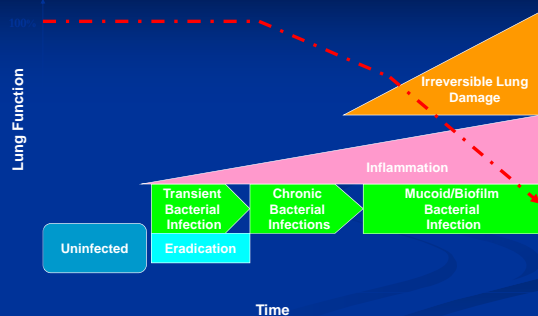 100%
Lung Function
Irreversible Lung
Damage
Inflammation
Transient
Bacterial
Infection
Chronic
Bacterial
Infections
Mucoid/Biofilm
Bacterial
Infection
Uninfected
Eradication
Time